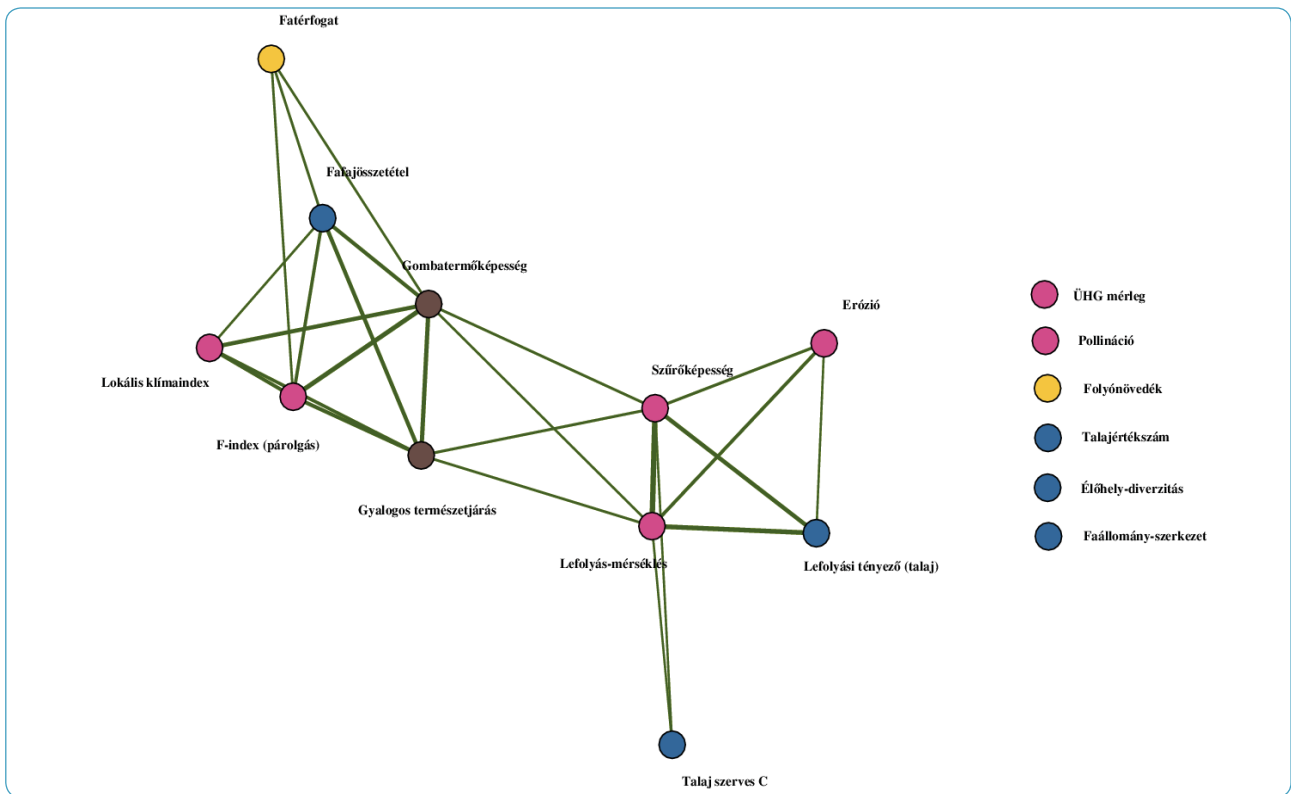 Fatérfogat
Fafajösszetétel
Gombatermőképesség
Lokális klímaindex
F-index (párolgás)
Gyalogos természetjárás
Szűrőképesség
Erózió
Lefolyás-mérséklés
Lefolyási tényező (talaj)
Talaj szerves C
ÜHG mérleg
Pollináció
Folyónövedék
Talajértékszám
Élőhely-diverzitás
Faállomány-szerkezet